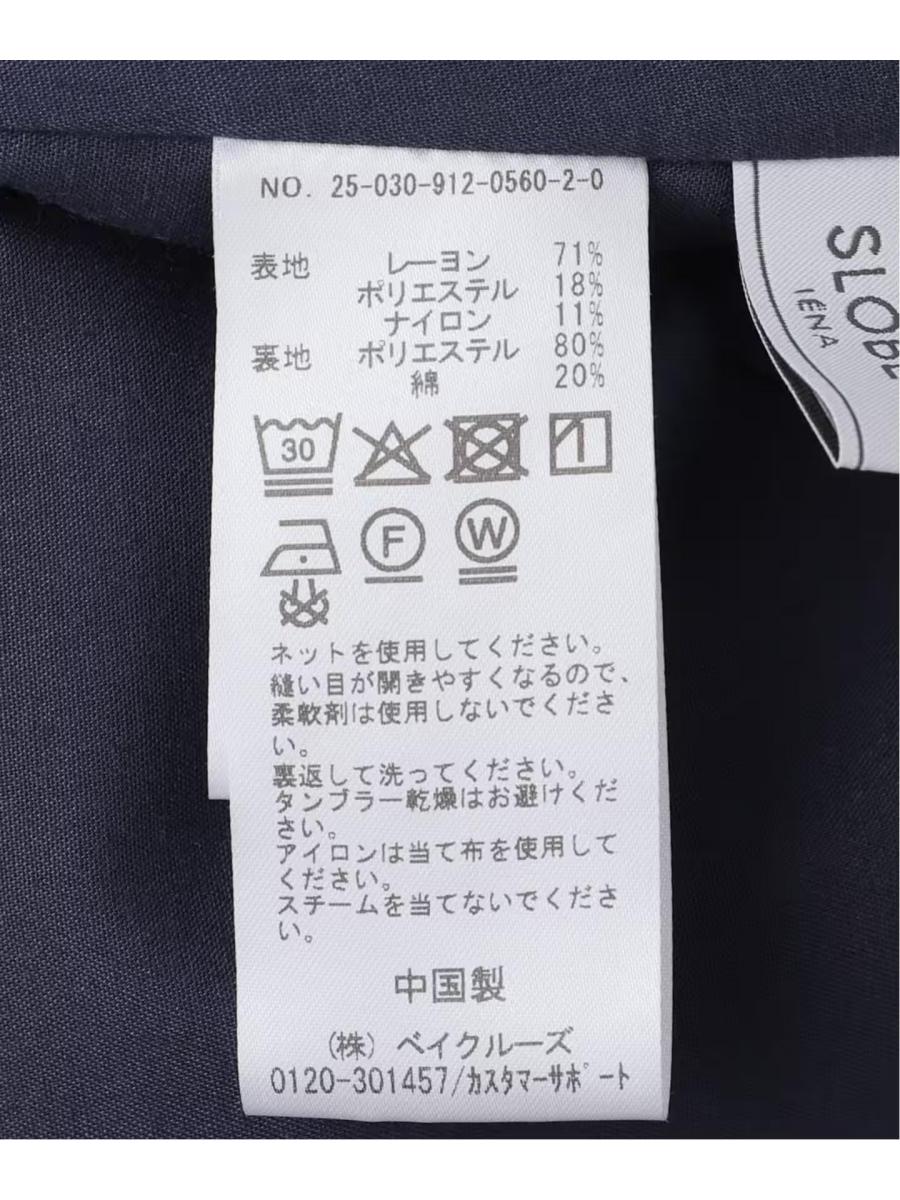 NO. 25-030-912-0560-2-0
表地 レーヨン 71%
ポリエステル 18%
ナイロン 11%
裏地 ポリエステル 80%
綿 20%
30
F
W
ネットを使用してください。
縫い目が開きやすくなるので、
柔軟剤は使用しないでくださ
い。
裏返して洗ってください。
タンブラー乾燥はお避けくだ
さい。
アイロンは当て布を使用して
ください。
スチームを当てないでくださ
い。
中国製
(株) ベイクルーズ
0120-301457/カスタマーサポート
IÉNA